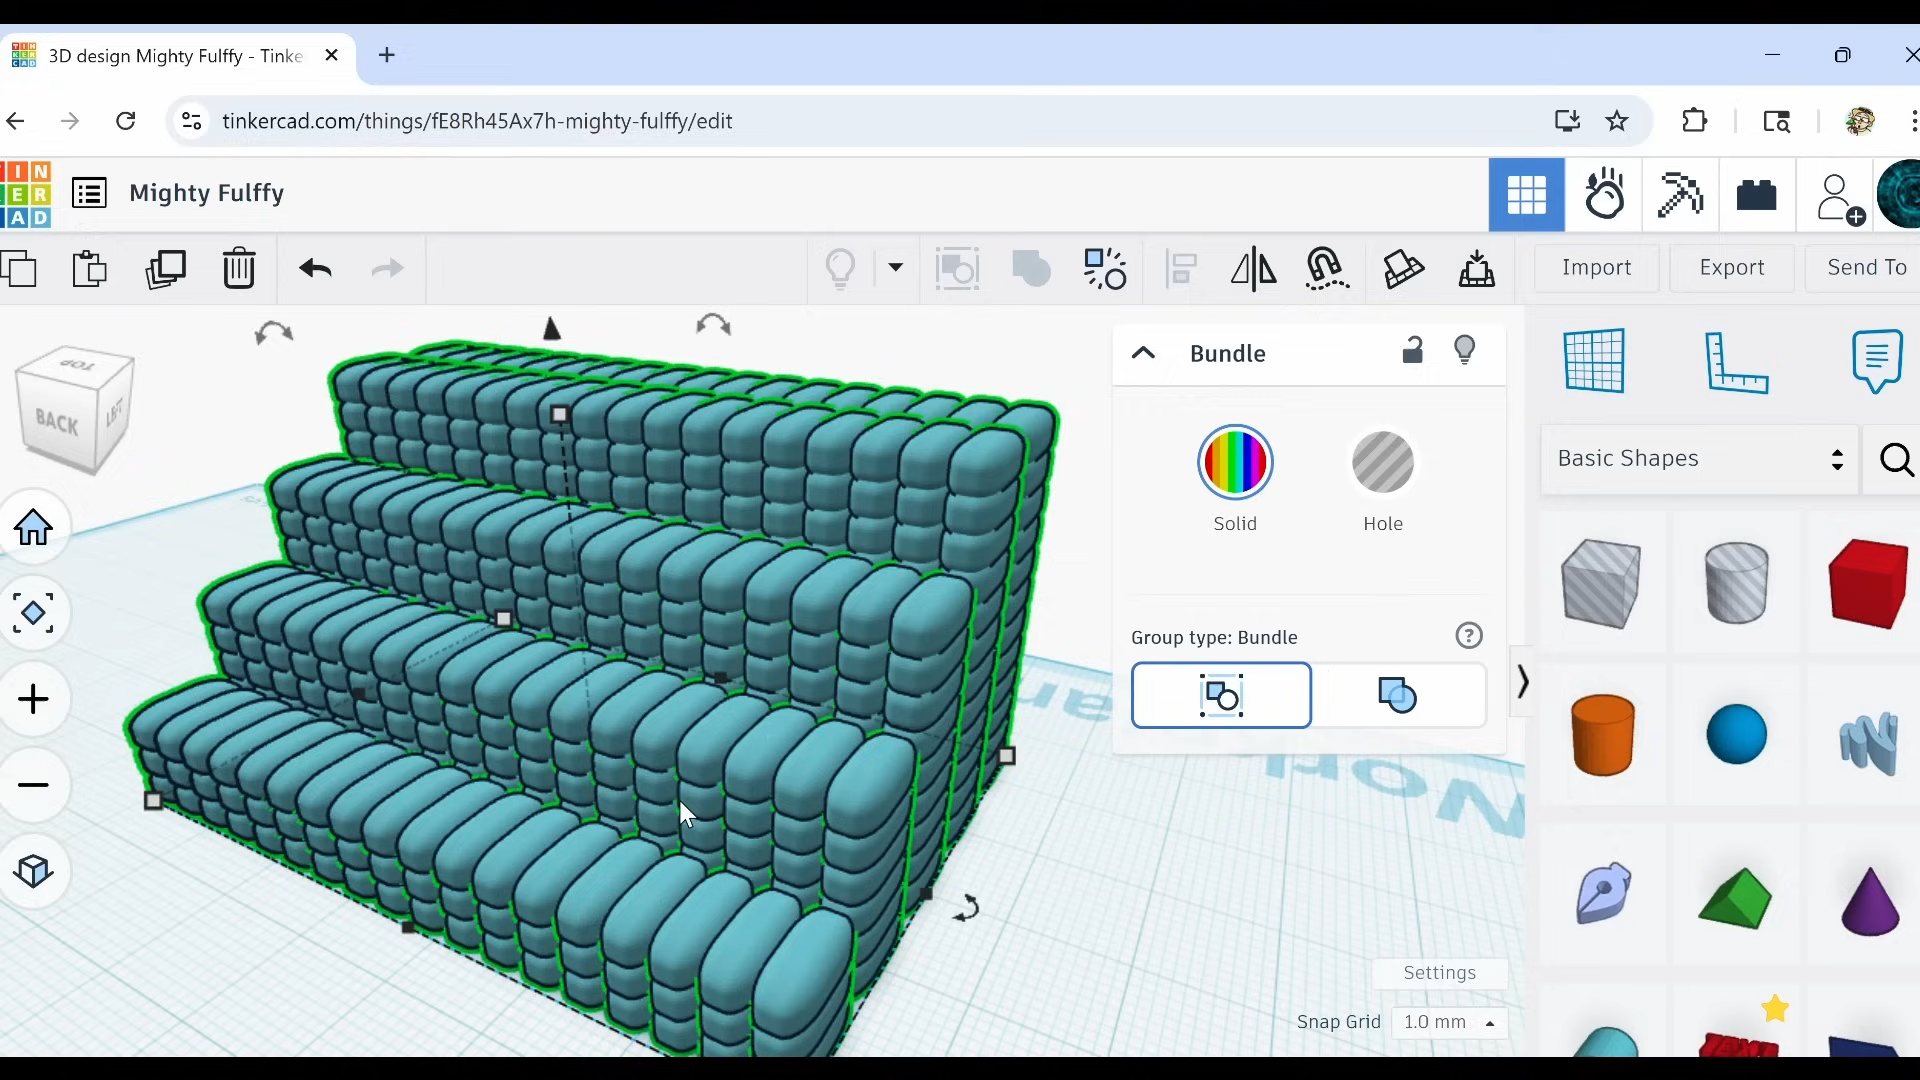 3D design Mighty Fulffy - Tinke
tinkercad.com/things/fE8Rh45Ax7h-mighty-fulffy/edit
TIN
KER
CAD
Mighty Fulffy
Import
Export
Send To
TOP
BACK
LEFT
Bundle
Solid
Hole
Group type: Bundle
Basic Shapes
Settings
Snap Grid
1.0 mm